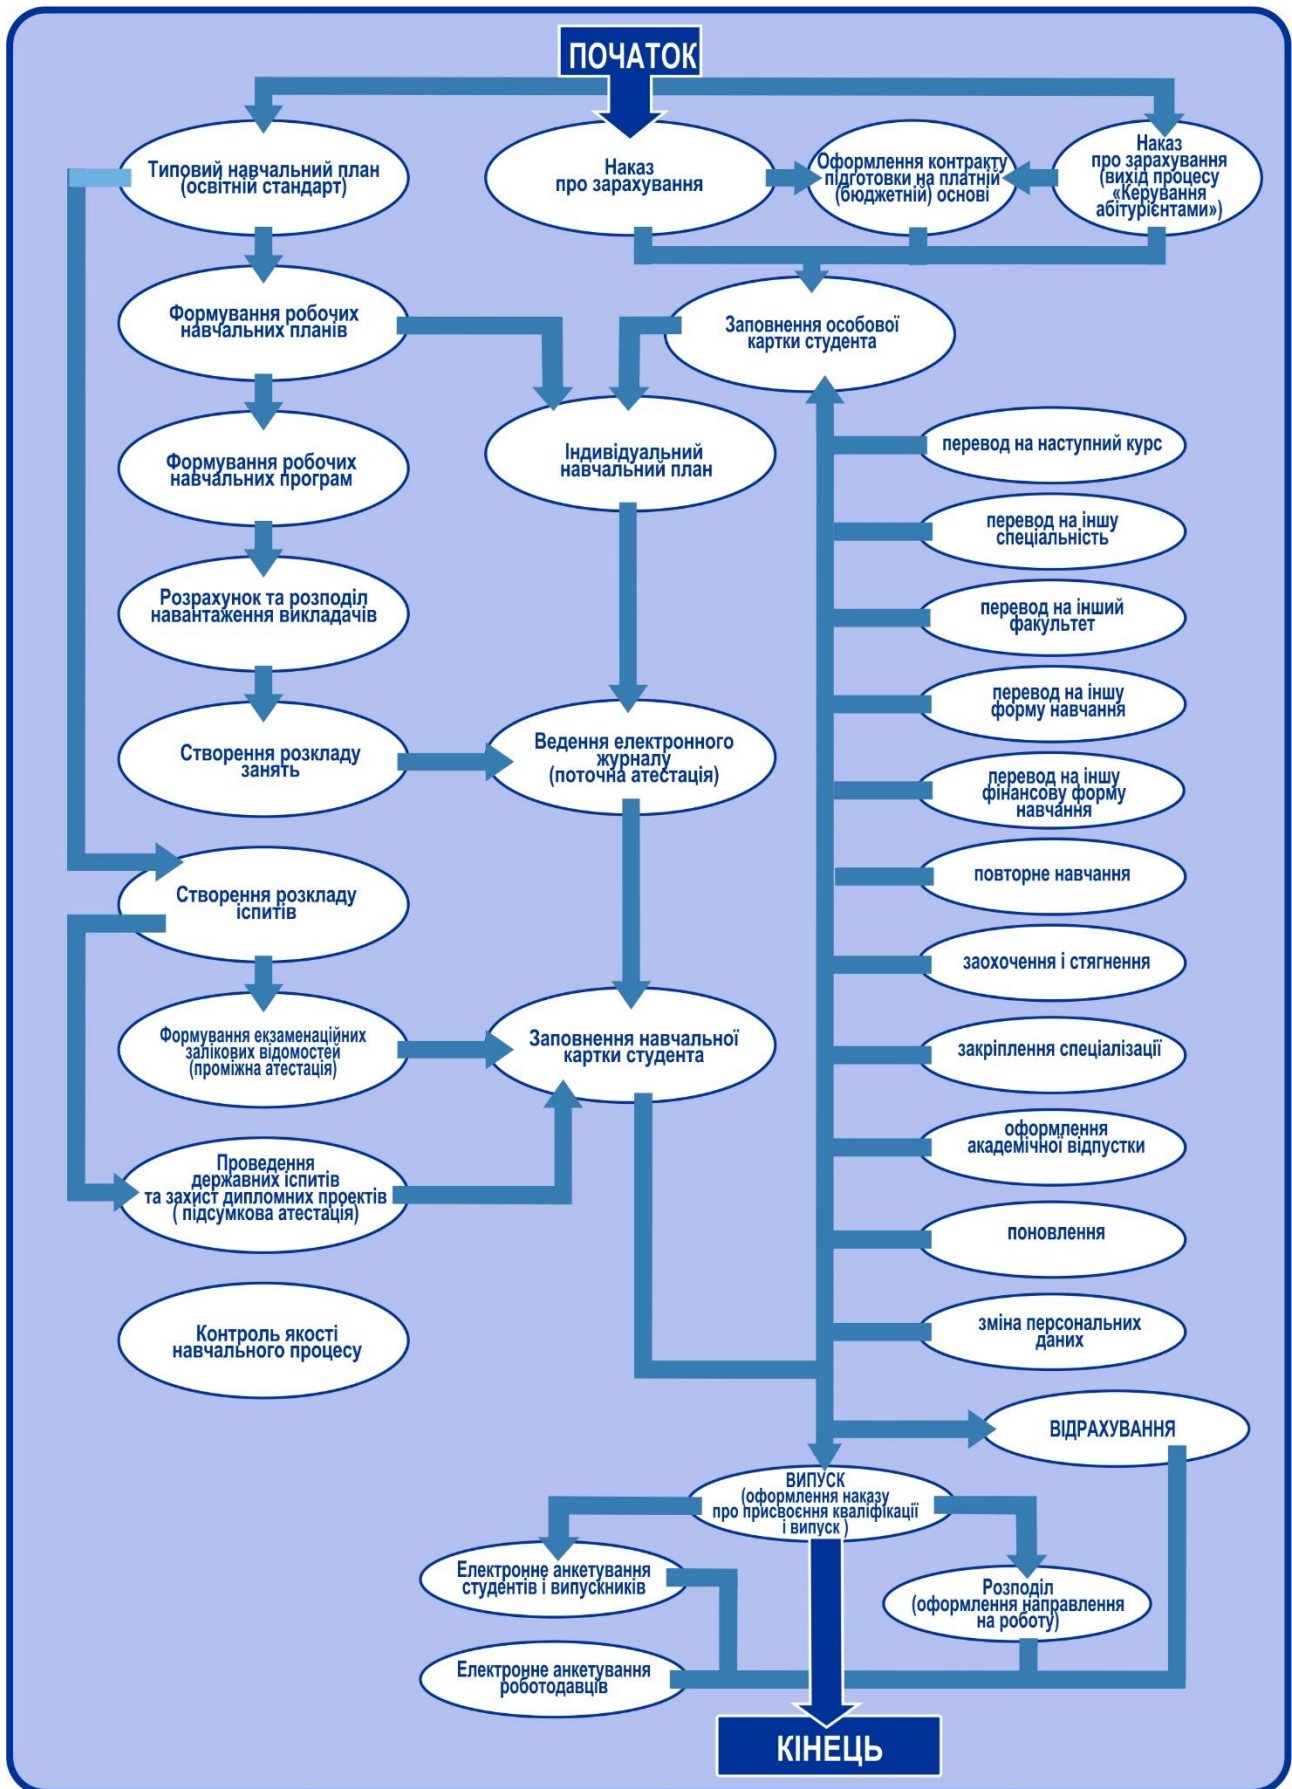 ПОЧАТОК
Типовий навчальний план
(освітній стандарт)
Наказ
про зарахування
Оформлення контракту
підготовки на платній
(бюджетній) основі
Наказ
про зарахування
(вихід процесу
«Керування
абітурієнтами»)
Формування робочих
навчальних планів
Заповнення особової
картки студента
Формування робочих
навчальних програм
Індивідуальний
навчальний план
перевод на наступний курс
перевод на іншу
спеціальність
Розрахунок та розподіл
навантаження викладачів
перевод на інший
факультет
перевод на іншу
форму навчання
Створення розкладу
занять
Ведення електронного
журналу
(поточна атестація)
перевод на іншу
фінансову форму
навчання
повторне навчання
Створення розкладу
іспитів
заохочення і стягнення
Формування екзаменаційних
залікових відомостей
(проміжна атестація)
Заповнення навчальної
картки студента
закріплення спеціалізації
оформлення
академічної відпустки
Проведення
державних іспитів
та захист дипломних проектів
( підсумкова атестація)
поновлення
Контроль якості
навчального процесу
зміна персональних
даних
ВІДРАХУВАННЯ
ВИПУСК
(оформлення наказу
про присвоєння кваліфікації
і випуск )
Електронне анкетування
студентів і випускників
Розподіл
(оформлення направлення
на роботу)
Електронне анкетування
роботодавців
КІНЕЦЬ